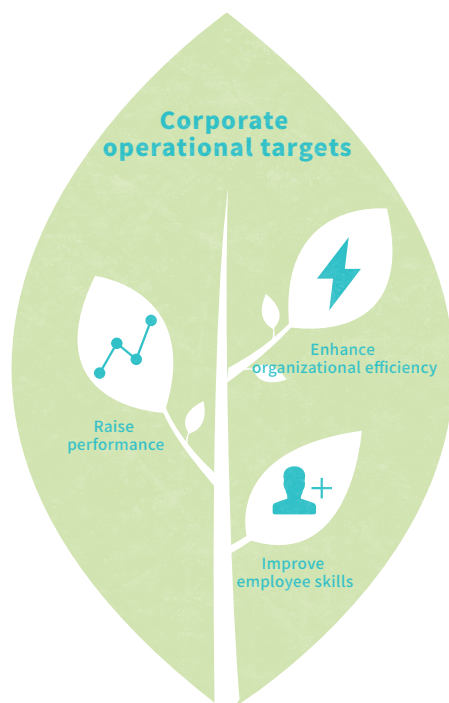 Corporate
operational targets
Enhance
organizational efficiency
Raise
performance
Improve
employee skills